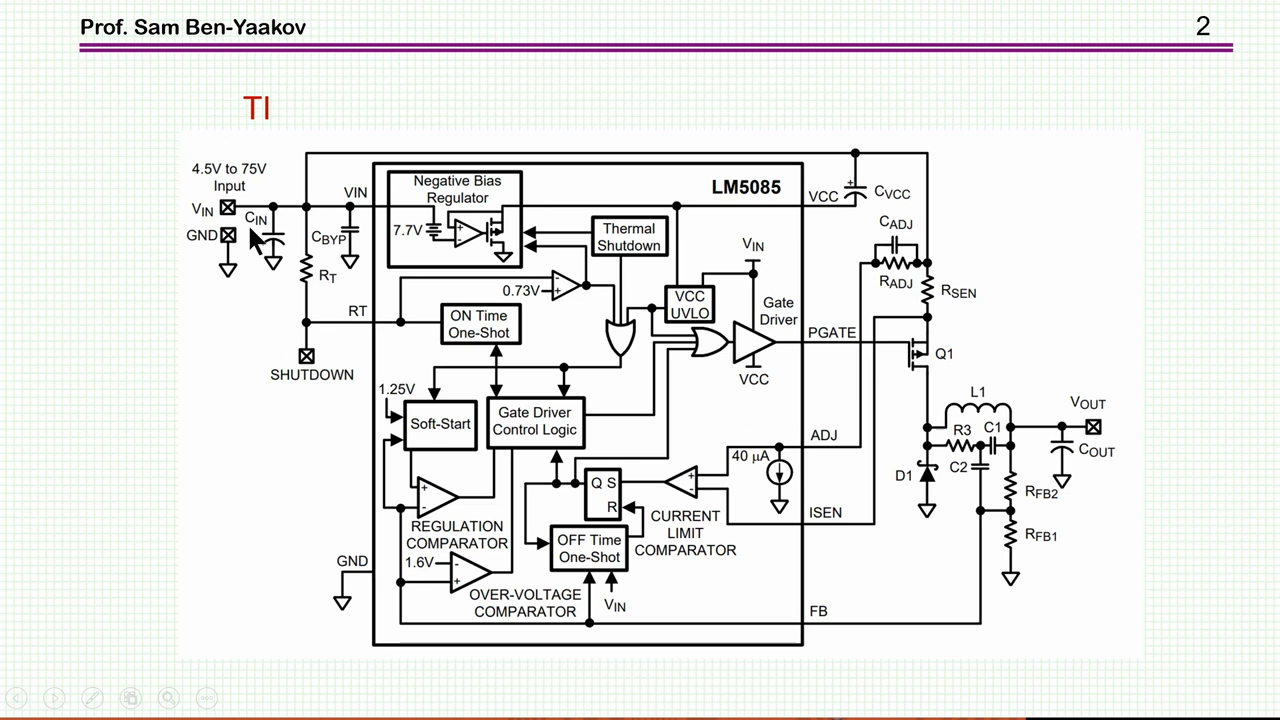 Prof. Sam Ben-Yaakov
2
TI
4.5V to 75V
Input
VIN
GND
CIN
CBYP
RT
VIN
RT
SHUTDOWN
GND
Negative Bias
Regulator
7.7V
LM5085
Thermal
Shutdown
0.73V
VCC
UVLO
VIN
Gate
Driver
VCC
ON Time
One-Shot
1.25V
Soft-Start
Gate Driver
Control Logic
+
-
REGULATION
COMPARATOR
1.6V
-
+
OVER-VOLTAGE
COMPARATOR
Q S
R
OFF Time
One-Shot
VIN
+
-
CURRENT
LIMIT
COMPARATOR
40 µA
VCC
CVCC
CADJ
RADJ
RSEN
PGATE
Q1
ADJ
ISEN
FB
L1
R3
C1
C2
D1
VOUT
COUT
RFB2
RFB1